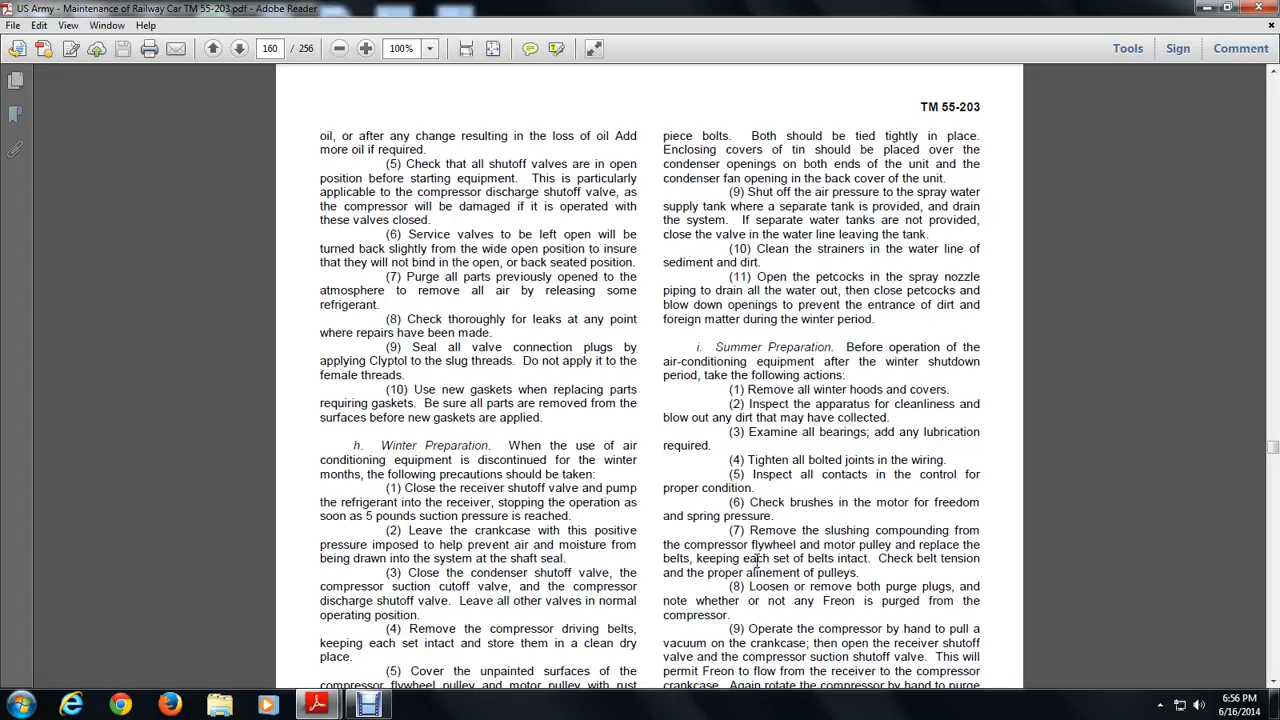 US Army - Maintenance of Railway Car TM 55-203.pdf - Adobe Reader
File Edit View Window Help
160 / 256
100%
Tools Sign Comment
TM 55-203
oil, or after any change resulting in the loss of oil Add
more oil if required.
(5) Check that all shutoff valves are in open
position before starting equipment. This is particularly
applicable to the compressor discharge shutoff valve, as
the compressor will be damaged if it is operated with
these valves closed.
(6) Service valves to be left open will be
turned back slightly from the wide open position to insure
that they will not bind in the open, or back seated position.
(7) Purge all parts previously opened to the
atmosphere to remove all air by releasing some
refrigerant.
(8) Check thoroughly for leaks at any point
where repairs have been made.
(9) Seal all valve connection plugs by
applying Clyptol to the slug threads. Do not apply it to the
female threads.
(10) Use new gaskets when replacing parts
requiring gaskets. Be sure all parts are removed from the
surfaces before new gaskets are applied.
h. Winter Preparation. When the use of air
conditioning equipment is discontinued for the winter
months, the following precautions should be taken:
(1) Close the receiver shutoff valve and pump
the refrigerant into the receiver, stopping the operation as
soon as 5 pounds suction pressure is reached.
(2) Leave the crankcase with this positive
pressure imposed to help prevent air and moisture from
being drawn into the system at the shaft seal.
(3) Close the condenser shutoff valve, the
compressor suction cutoff valve, and the compressor
discharge shutoff valve. Leave all other valves in normal
operating position.
(4) Remove the compressor driving belts,
keeping each set intact and store them in a clean dry
place.
(5) Cover the unpainted surfaces of the
compressor flywheel pulley and motor pulley with rust
piece bolts. Both should be tied tightly in place.
Enclosing covers of tin should be placed over the
condenser openings on both ends of the unit and the
condenser fan opening in the back cover of the unit.
(9) Shut off the air pressure to the spray water
supply tank where a separate tank is provided, and drain
the system. If separate water tanks are not provided,
close the valve in the water line leaving the tank.
(10) Clean the strainers in the water line of
sediment and dirt.
(11) Open the petcocks in the spray nozzle
piping to drain all the water out, then close petcocks and
blow down openings to prevent the entrance of dirt and
foreign matter during the winter period.
i. Summer Preparation. Before operation of the
air-conditioning equipment after the winter shutdown
period, take the following actions:
(1) Remove all winter hoods and covers.
(2) Inspect the apparatus for cleanliness and
blow out any dirt that may have collected.
(3) Examine all bearings; add any lubrication
required.
(4) Tighten all bolted joints in the wiring.
(5) Inspect all contacts in the control for
proper condition.
(6) Check brushes in the motor for freedom
and spring pressure.
(7) Remove the slushing compounding from
the compressor flywheel and motor pulley and replace the
belts, keeping each set of belts intact. Check belt tension
and the proper alinement of pulleys.
(8) Loosen or remove both purge plugs, and
note whether or not any Freon is purged from the
compressor.
(9) Operate the compressor by hand to pull a
vacuum on the crankcase; then open the receiver shutoff
valve and the compressor suction shutoff valve. This will
permit Freon to flow from the receiver to the compressor
crankcase. Again rotate the compressor by hand to purge
6:56 PM
6/16/2014